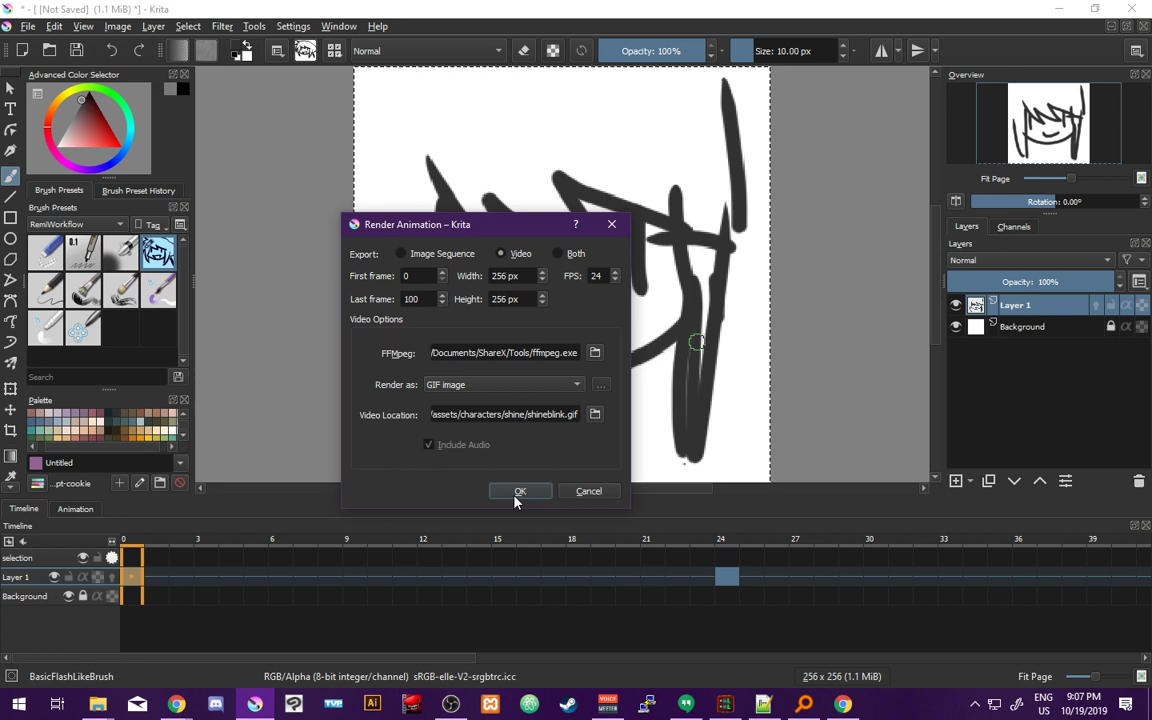 * - [ [Not Saved]  (1.1 MiB) *] - Krita
File Edit View Image Layer Select Filter Tools Settings Window Help
Normal
Opacity: 100%
Size: 10.00 px
Advanced Color Selector
Brush Presets
Brush Preset History
Brush Presets
RemiWorkflow
Tag
0.1
Search
Palette
Untitled
...pt-cookie
Overview
Fit Page
Rotation: 0.00°
Layers
Channels
Layers
Normal
Opacity: 100%
Layer 1
Background
Render Animation - Krita
?
Export: Image Sequence Video Both
First frame: 0 Width: 256 px FPS: 24
Last frame: 100 Height: 256 px
Video Options
FFMpeg: /Documents/ShareX/Tools/ffmpeg.exe
Render as: GIF image ...
Video Location: 'assets/characters/shine/shineblink.gif
Include Audio
OK
Cancel
Timeline
Animation
Timeline
0 3 6 9 12 15 18 21 24 27 30 33 36 39
selection
Layer 1
Background
BasicFlashLikeBrush
RGB/Alpha (8-bit integer/channel)  sRGB-elle-V2-srgbtrc.icc
256 x 256 (1.1 MiB)
Fit Page
TVP
Ai
VOICE
MEETER
ENG
US
9:07 PM
10/19/2019